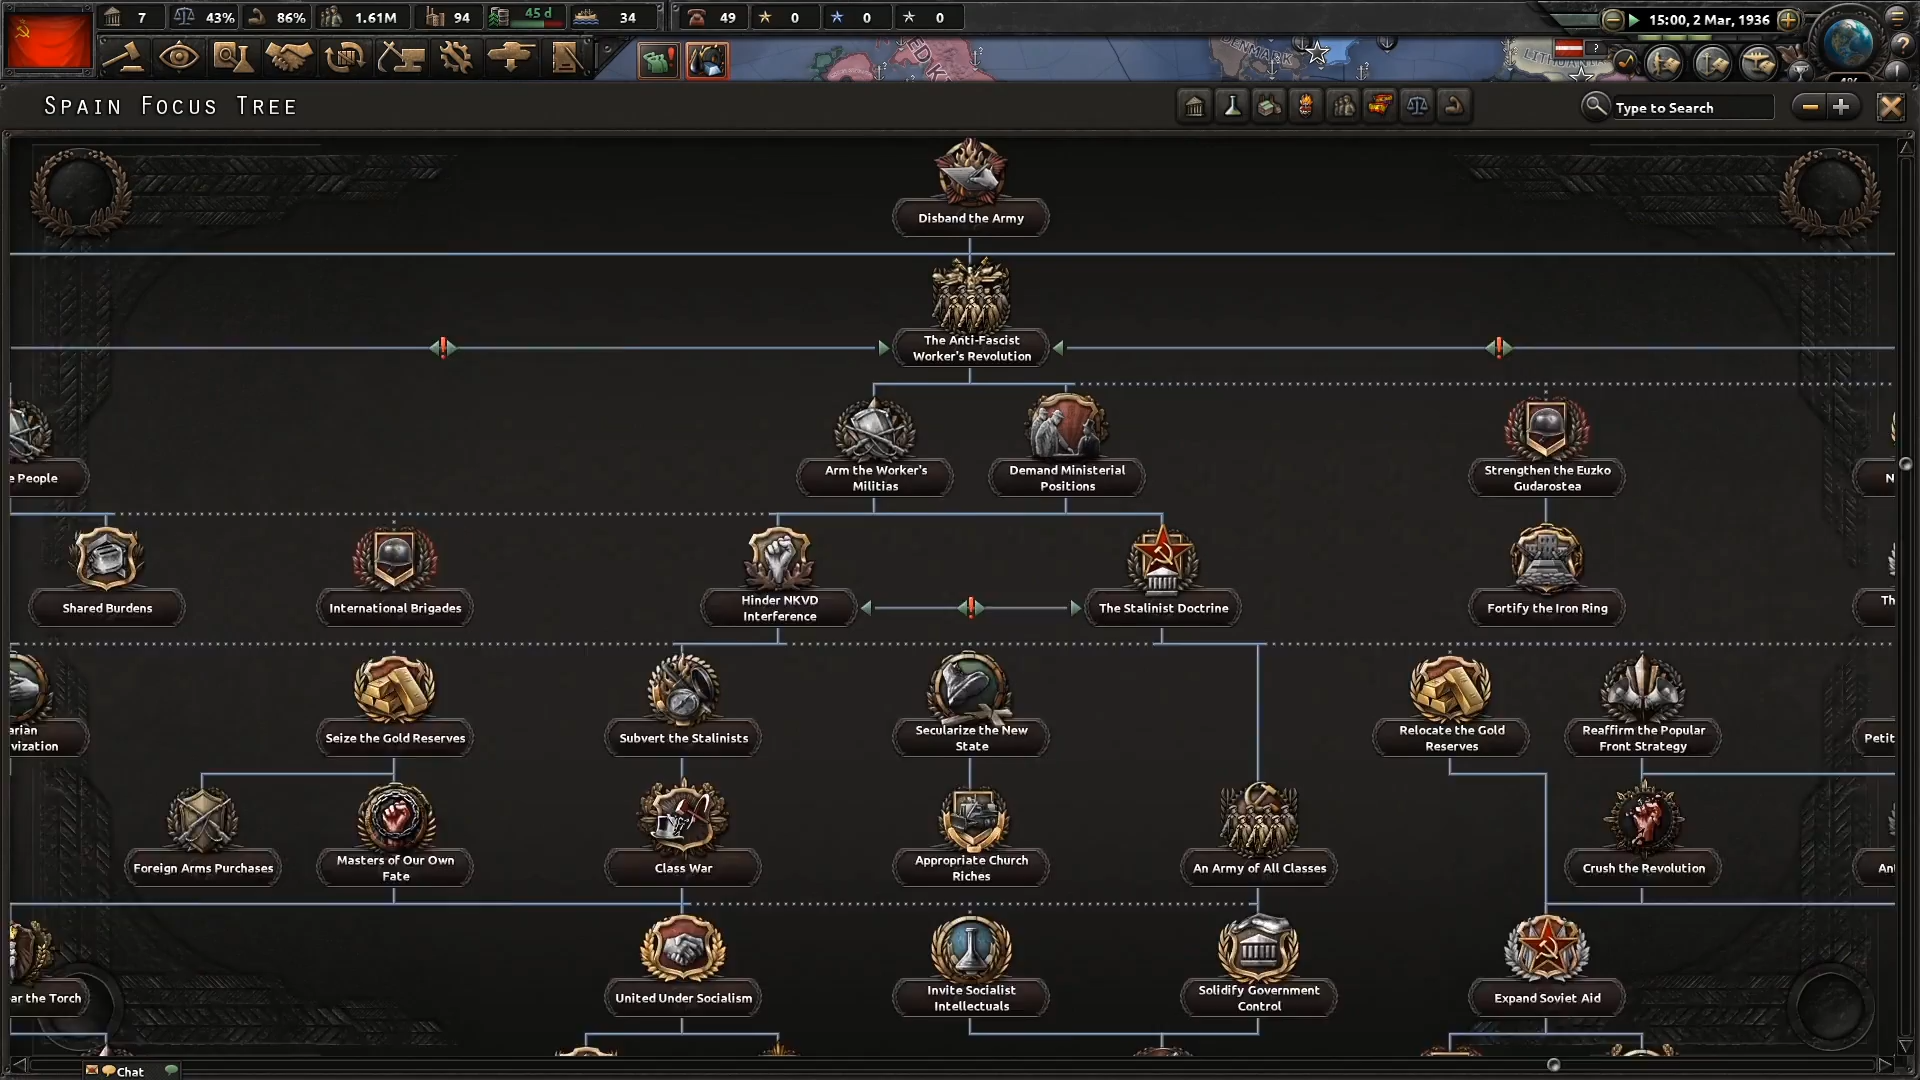 7 43% 86% 1.61M 94 45 d 34 49 0 0 0 15:00, 2 Mar, 1936
DENMARK
Spain Focus Tree
Type to Search
Disband the Army
The Anti-Fascist
Worker's Revolution
e People
Arm the Worker's
Militias
Demand Ministerial
Positions
Strengthen the Euzko
Gudarostea
N
Shared Burdens
International Brigades
Hinder NKVD
Interference
The Stalinist Doctrine
Fortify the Iron Ring
Th
arian
vization
Seize the Gold Reserves
Subvert the Stalinists
Secularize the New
State
Relocate the Gold
Reserves
Reaffirm the Popular
Front Strategy
Petit
Foreign Arms Purchases
Masters of Our Own
Fate
Class War
Appropriate Church
Riches
An Army of All Classes
Crush the Revolution
An
ar the Torch
United Under Socialism
Invite Socialist
Intellectuals
Solidify Government
Control
Expand Soviet Aid
Chat